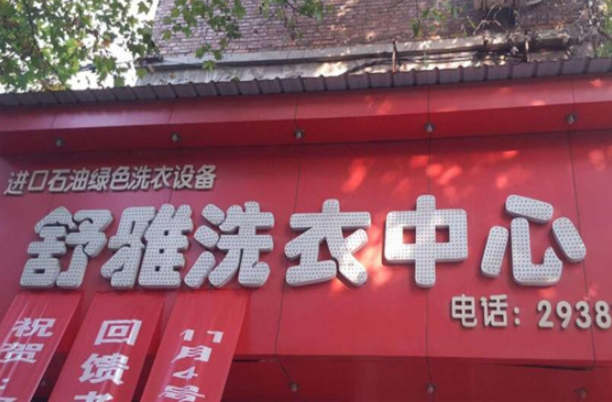 进口石油绿色洗衣设备
舒雅洗衣中心
电话：2938
祝贺
回馈
11月4号